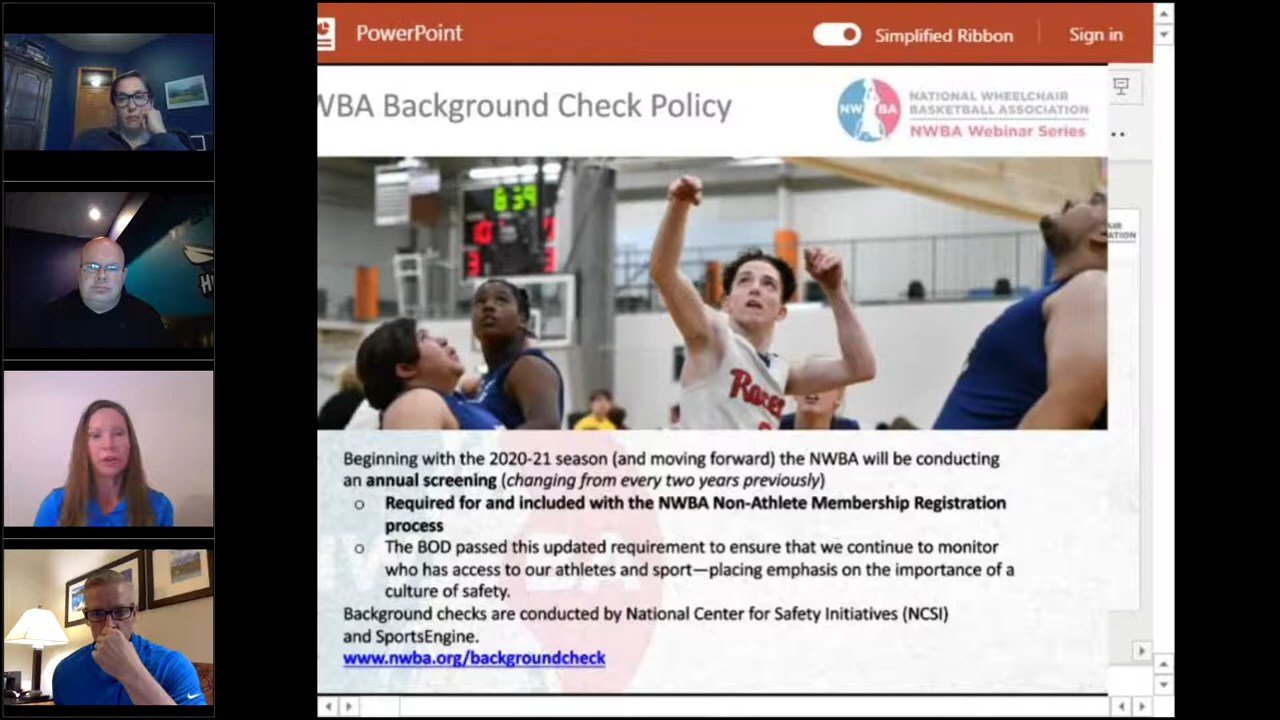 PowerPoint
Simplified Ribbon
Sign in
WBA Background Check Policy
NWBA
NATIONAL WHEELCHAIR
BASKETBALL ASSOCIATION
NWBA Webinar Series
6:39
Beginning with the 2020-21 season (and moving forward) the NWBA will be conducting
an annual screening (changing from every two years previously)
o Required for and included with the NWBA Non-Athlete Membership Registration
process
o The BOD passed this updated requirement to ensure that we continue to monitor
who has access to our athletes and sport—placing emphasis on the importance of a
culture of safety.
Background checks are conducted by National Center for Safety Initiatives (NCSI)
and SportsEngine.
www.nwba.org/backgroundcheck